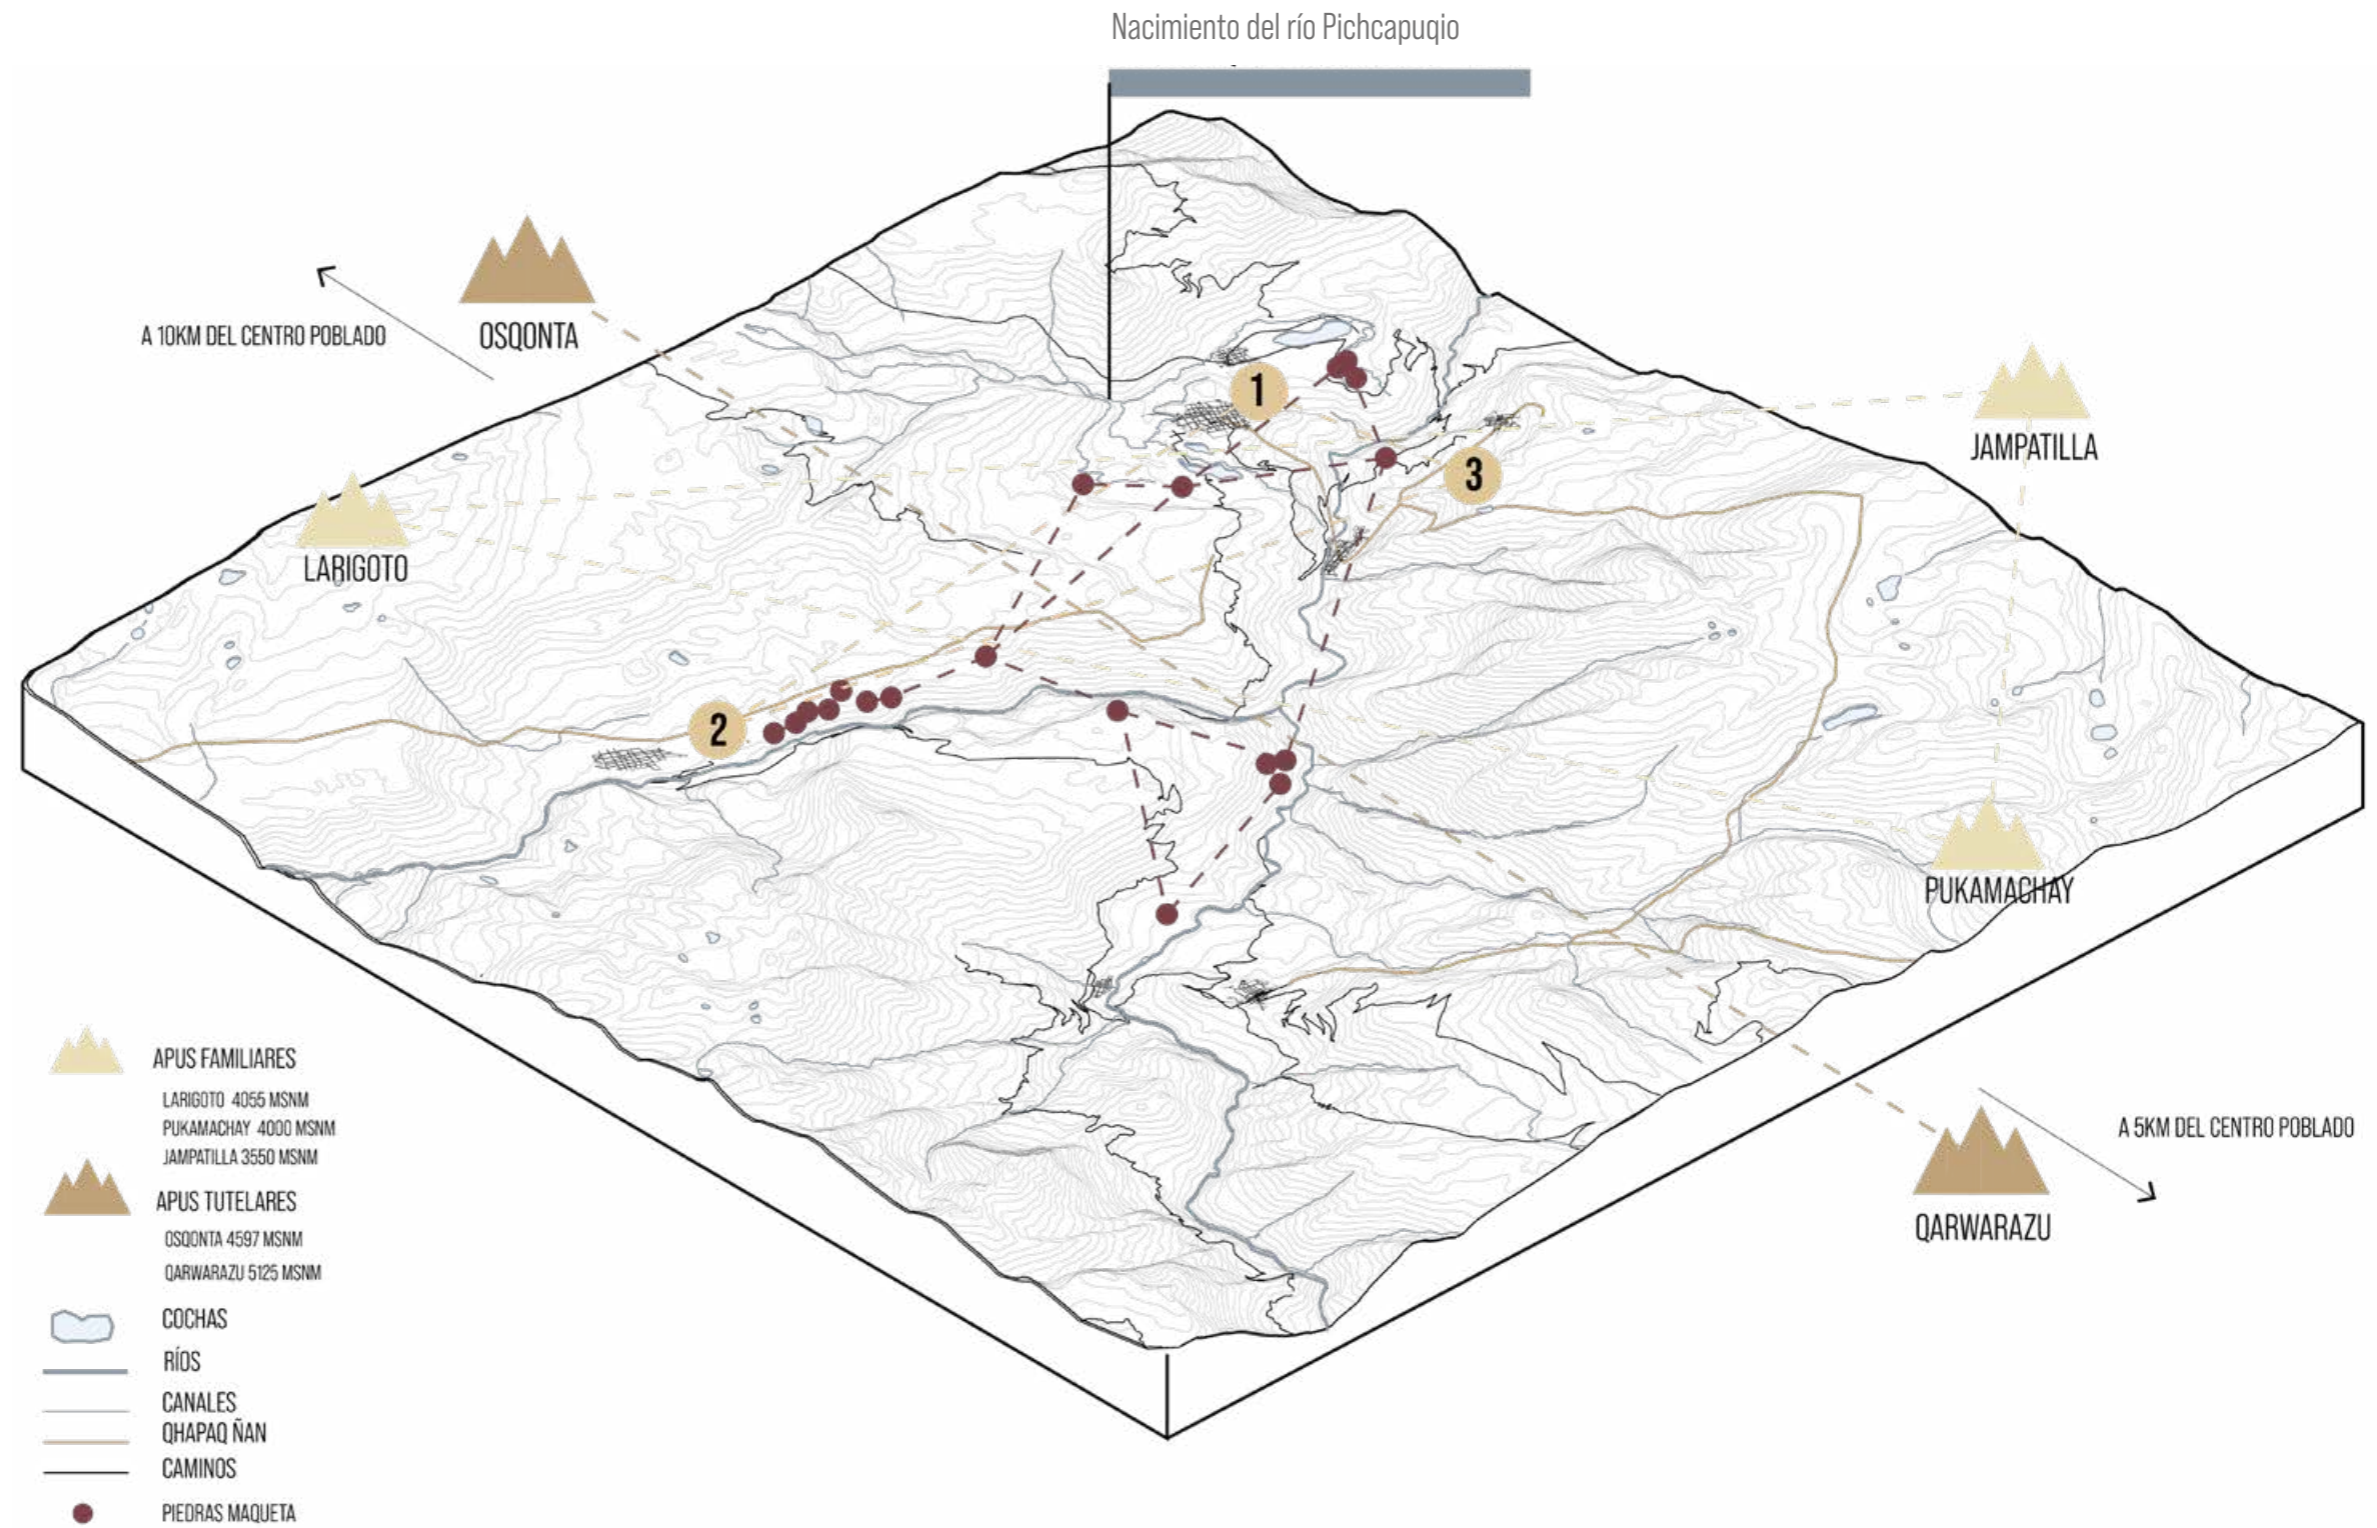 Nacimiento del río Pichcapuqio
OSQONTA
A 10KM DEL CENTRO POBLADO
1
JAMPATILLA
3
LARIGOTO
2
PUKAMACHAY
A 5KM DEL CENTRO POBLADO
QARWARAZU
APUS FAMILIARES
LARIGOTO 4055 MSNM
PUKAMACHAY 4000 MSNM
JAMPATILLA 3550 MSNM
APUS TUTELARES
OSQONTA 4597 MSNM
QARWARAZU 5125 MSNM
COCHAS
RÍOS
CANALES
QHAPAQ ÑAN
CAMINOS
PIEDRAS MAQUETA